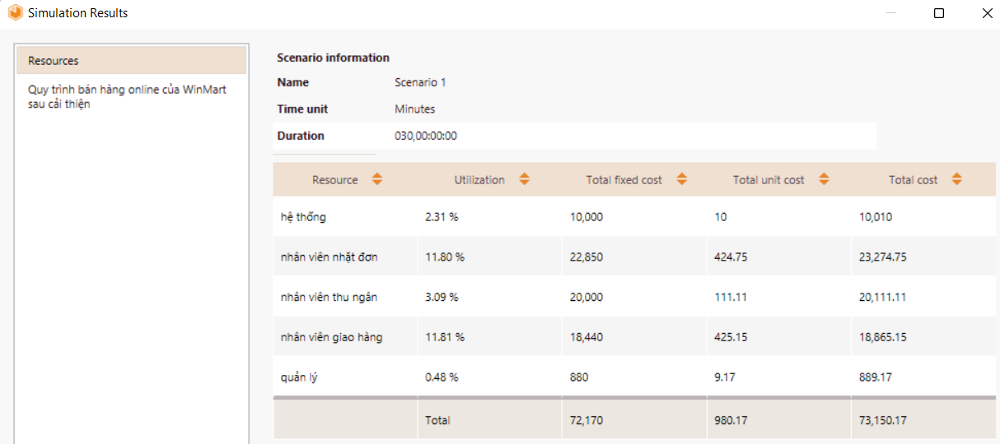 Simulation Results
Resources
Quy trình bán hàng online của WinMart
sau cải thiện
Scenario information
Name Scenario 1
Time unit Minutes
Duration 030,00:00:00
Resource Utilization Total fixed cost Total unit cost Total cost
hệ thống 2.31 % 10,000 10 10,010
nhân viên nhặt đơn 11.80 % 22,850 424.75 23,274.75
nhân viên thu ngân 3.09 % 20,000 111.11 20,111.11
nhân viên giao hàng 11.81 % 18,440 425.15 18,865.15
quản lý 0.48 % 880 9.17 889.17
Total 72,170 980.17 73,150.17